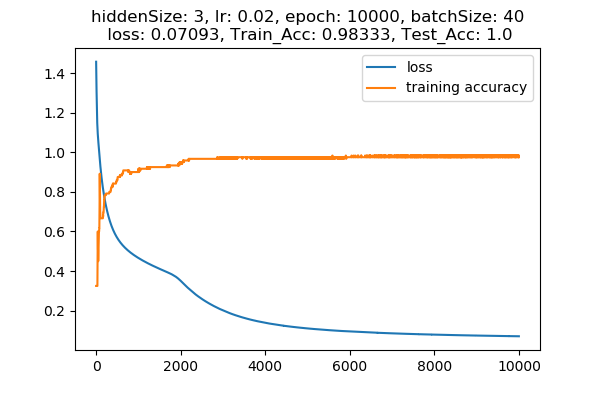 hiddenSize: 3, lr: 0.02, epoch: 10000, batchSize: 40
loss: 0.07093, Train_Acc: 0.98333, Test_Acc: 1.0
loss
training accuracy
1.4
1.2
1.0
0.8
0.6
0.4
0.2
0 2000 4000 6000 8000 10000